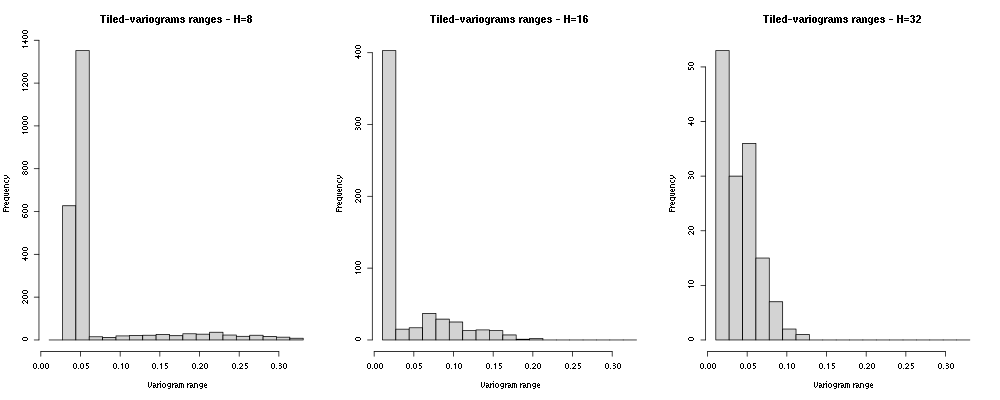 Tiled-variograms ranges - H=8
Frequency
0 200 400 600 800 1000 1200 1400
0.00 0.05 0.10 0.15 0.20 0.25 0.30
Variogram range
Tiled-variograms ranges - H=16
Frequency
0 100 200 300 400
0.00 0.05 0.10 0.15 0.20 0.25 0.30
Variogram range
Tiled-variograms ranges - H=32
Frequency
0 10 20 30 40 50
0.00 0.05 0.10 0.15 0.20 0.25 0.30
Variogram range